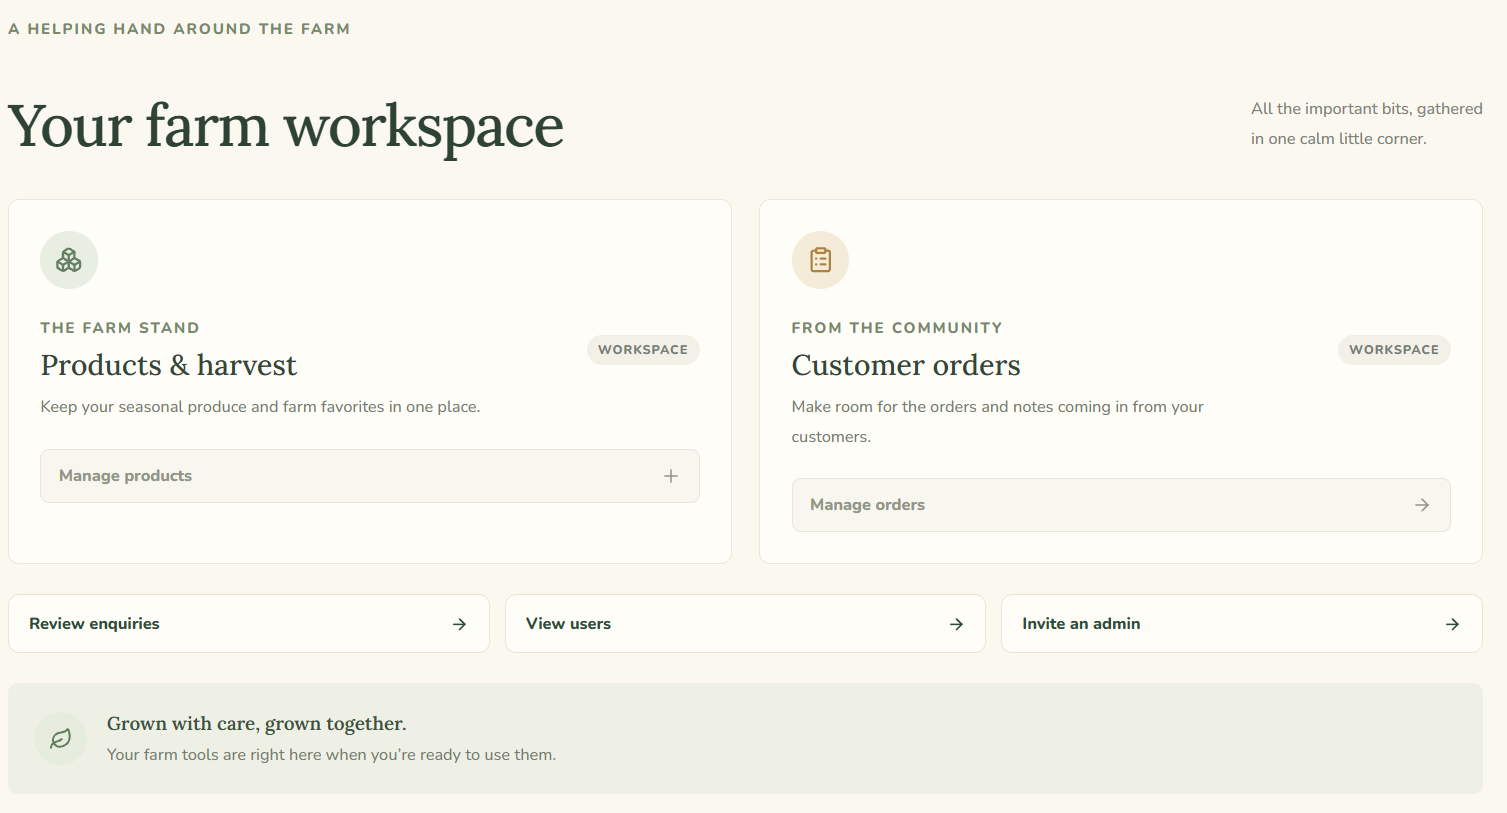 A HELPING HAND AROUND THE FARM
Your farm workspace
All the important bits, gathered
in one calm little corner.
THE FARM STAND
Products & harvest
WORKSPACE
Keep your seasonal produce and farm favorites in one place.
Manage products
FROM THE COMMUNITY
Customer orders
WORKSPACE
Make room for the orders and notes coming in from your
customers.
Manage orders
Review enquiries
View users
Invite an admin
Grown with care, grown together.
Your farm tools are right here when you’re ready to use them.